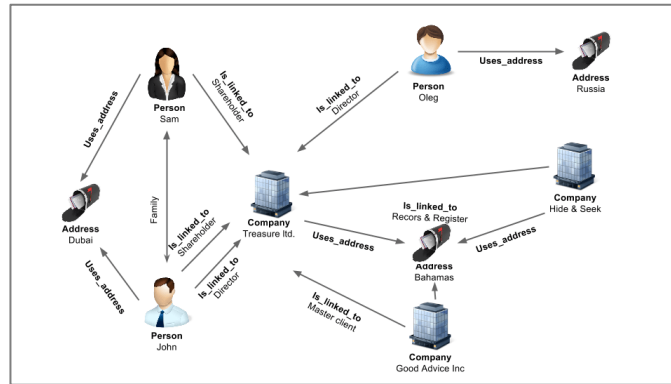 Person
Sam
Is_linked_to
Shareholder
Person
Oleg
Uses_address
Address
Russia
Is_linked_to
Director
Uses_address
Family
Address
Dubai
Uses_address
Is_linked_to
Shareholder
Is_linked_to
Director
Person
John
Company
Treasure ltd.
Is_linked_to
Recors & Register
Uses_address
Address
Bahamas
Company
Hide & Seek
Uses_address
Is_linked_to
Master client
Company
Good Advice Inc